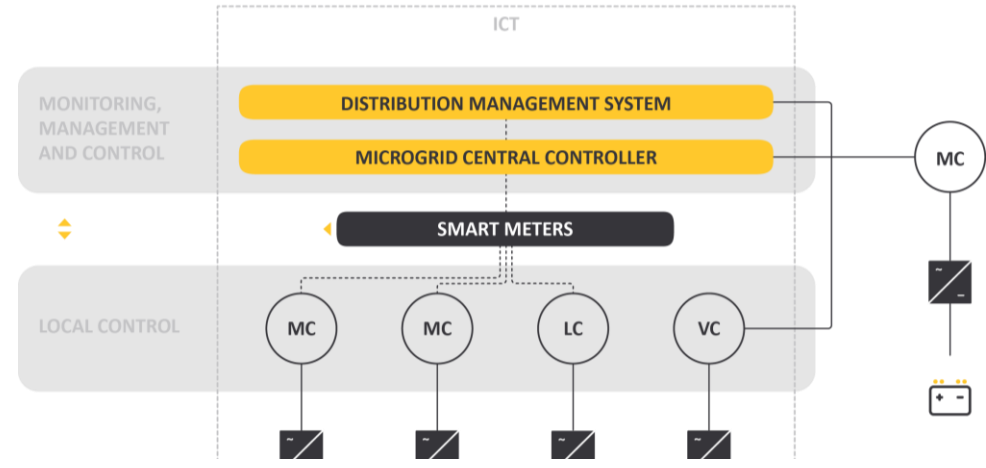 ICT
MONITORING,
MANAGEMENT
AND CONTROL
DISTRIBUTION MANAGEMENT SYSTEM
MICROGRID CENTRAL CONTROLLER
MC
SMART METERS
LOCAL CONTROL
MC
MC
LC
VC